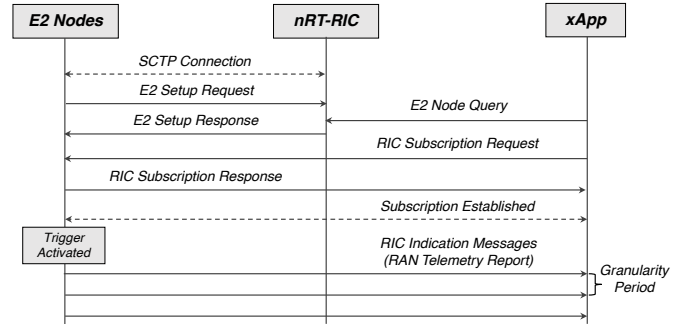 E2 Nodes
nRT-RIC
xApp
SCTP Connection
E2 Setup Request
E2 Node Query
E2 Setup Response
RIC Subscription Request
RIC Subscription Response
Subscription Established
Trigger
Activated
RIC Indication Messages
(RAN Telemetry Report)
Granularity
Period